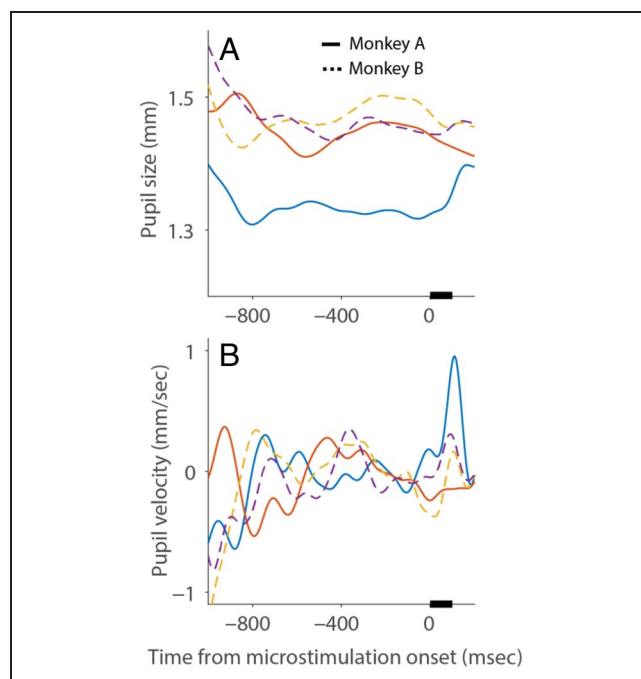 A
Monkey A
Monkey B
Pupil size (mm)
1.5
1.3
−800 −400 0
B
Pupil velocity (mm/sec)
1
0
−1
−800 −400 0
Time from microstimulation onset (msec)